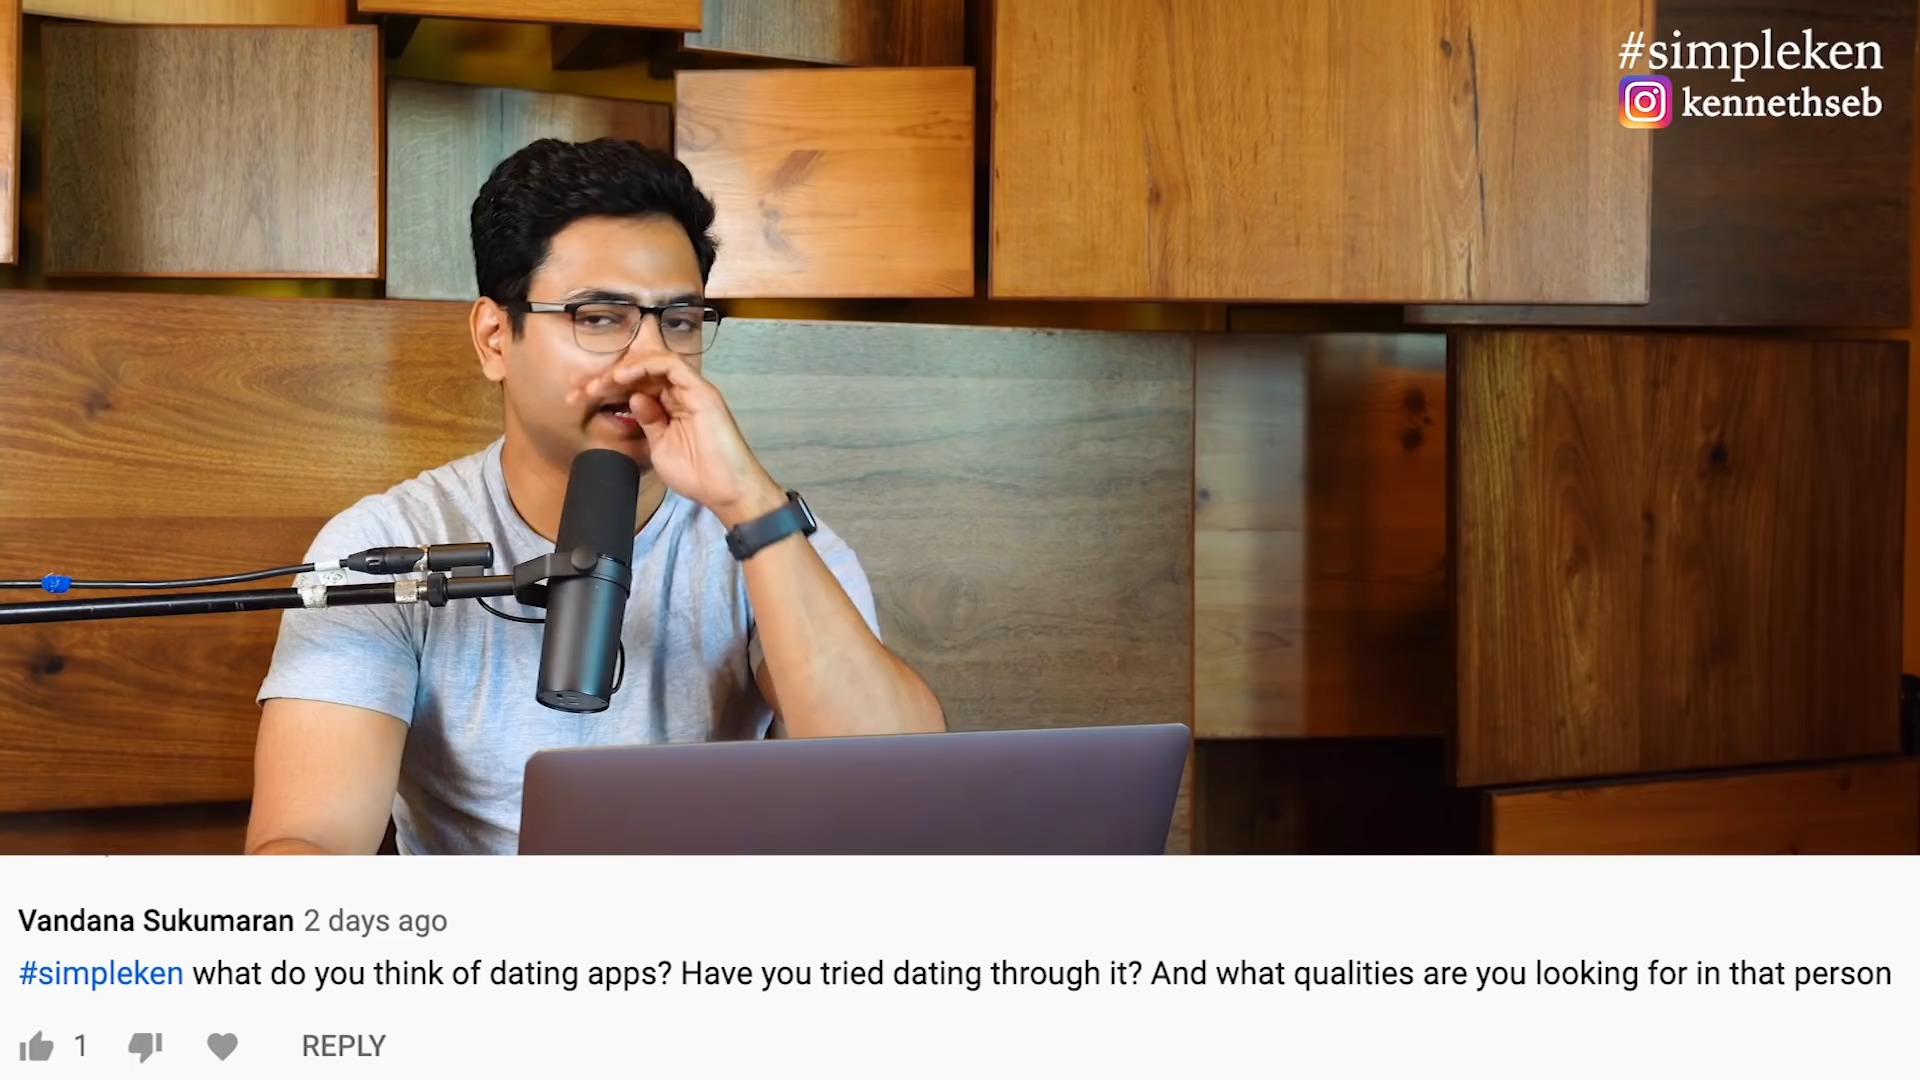 #simpleken
kennethseb
Vandana Sukumaran 2 days ago
#simpleken what do you think of dating apps? Have you tried dating through it? And what qualities are you looking for in that person
1
REPLY